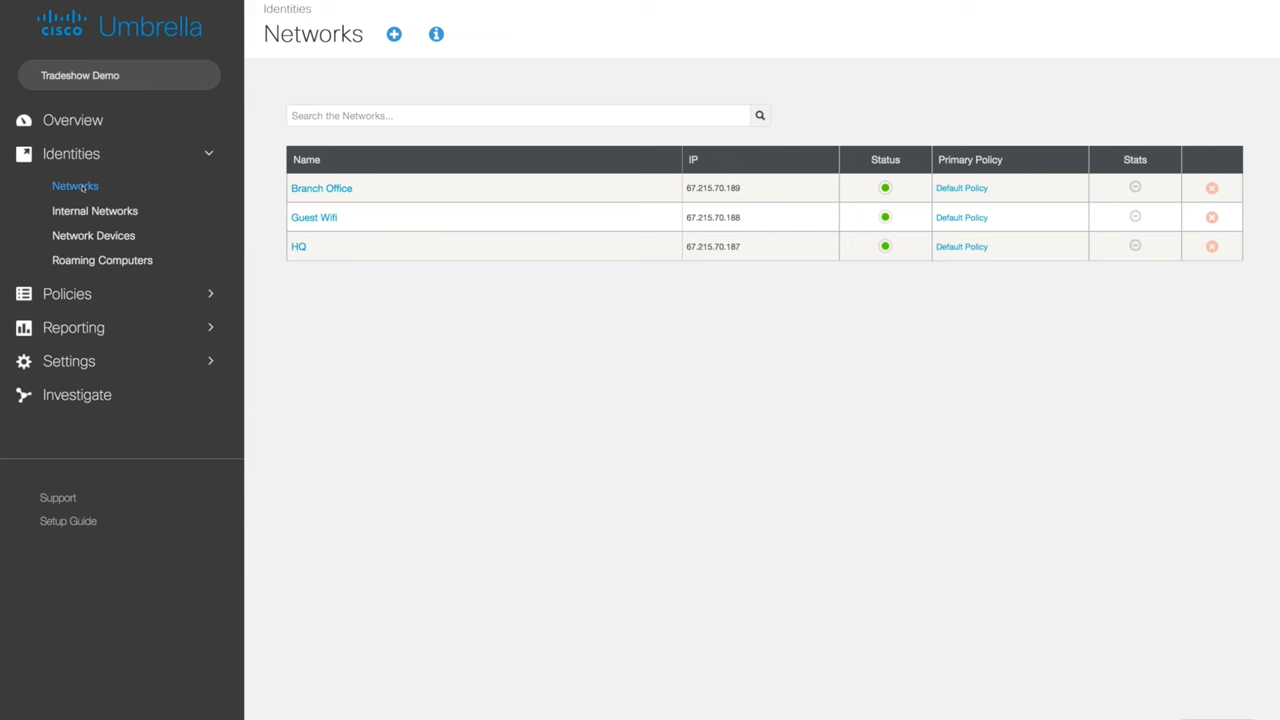 CISCO Umbrella
Tradeshow Demo
Overview
Identities
Networks
Internal Networks
Network Devices
Roaming Computers
Policies
Reporting
Settings
Investigate
Support
Setup Guide
Identities
Networks
Search the Networks...
Name IP Status Primary Policy Stats
Branch Office 67.215.70.189 Default Policy
Guest Wifi 67.215.70.188 Default Policy
HQ 67.215.70.187 Default Policy